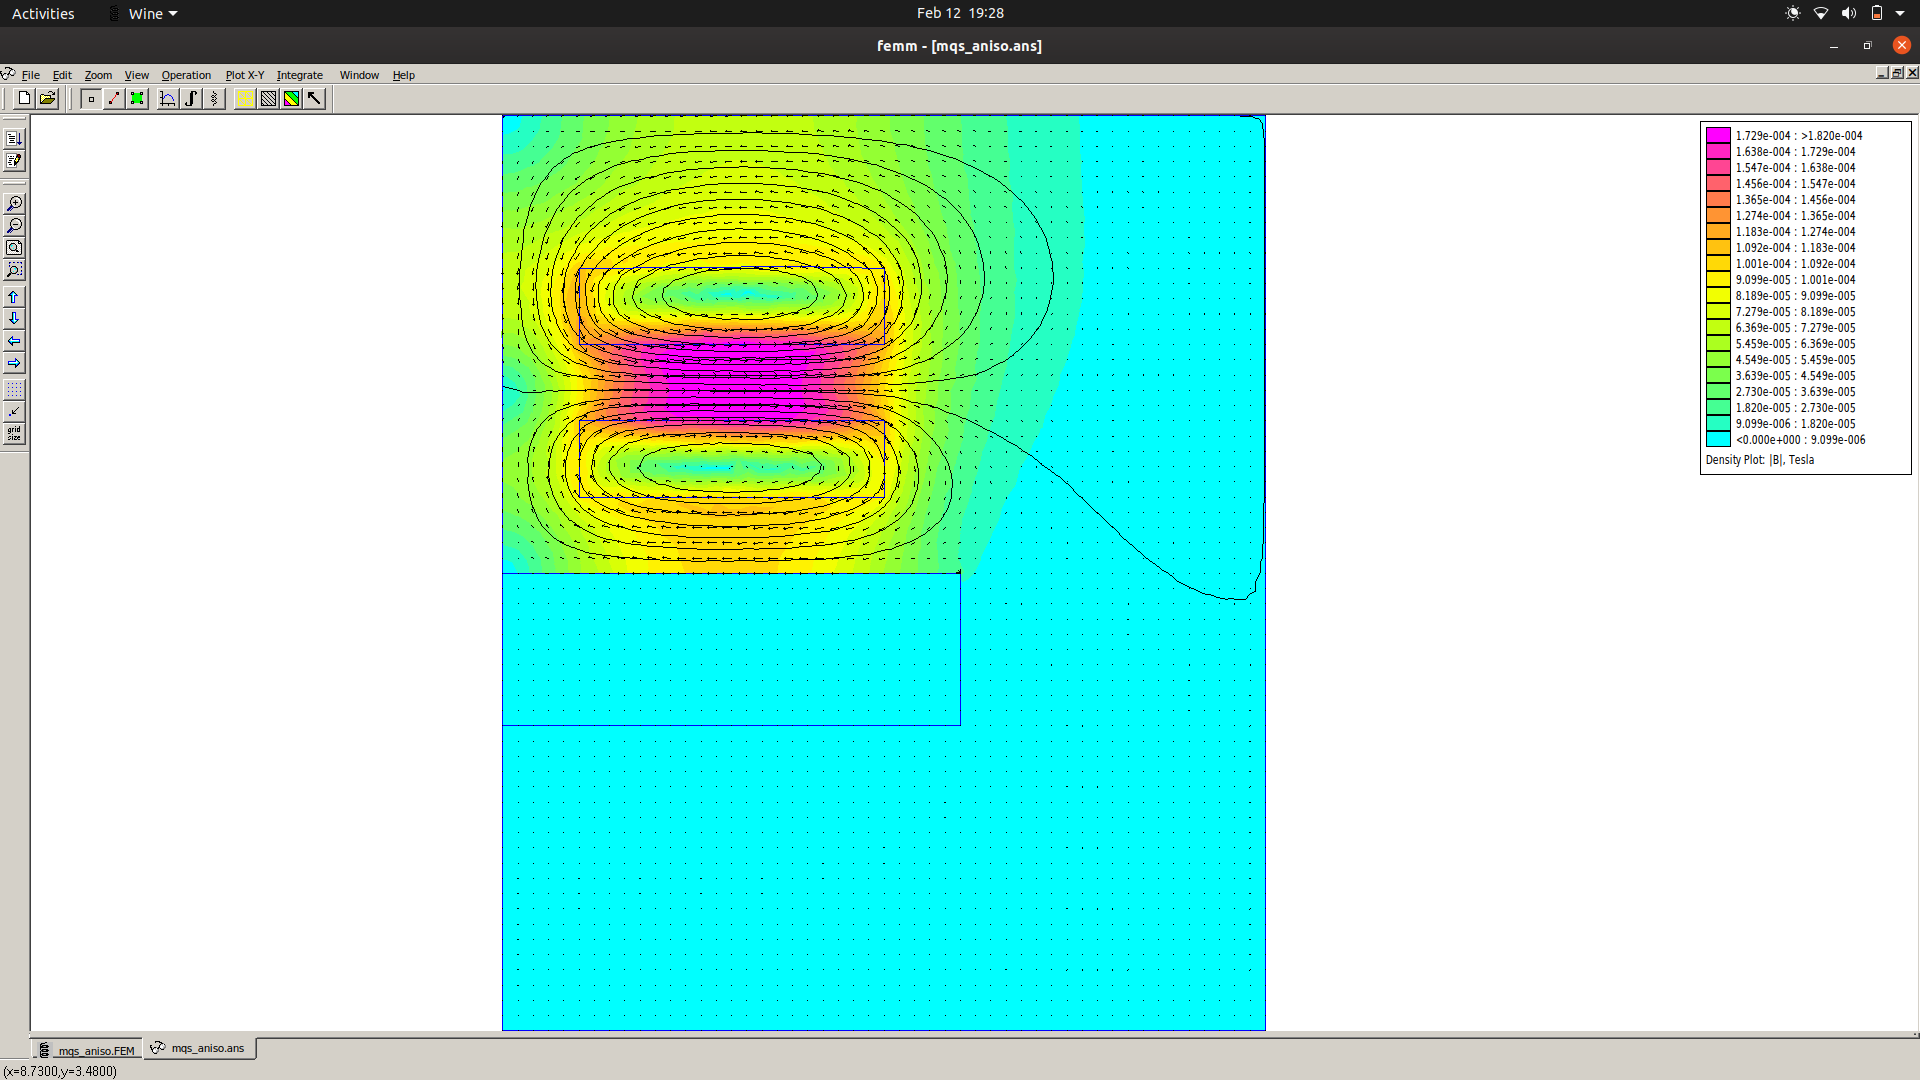 Activities Wine Feb 12 19:28
femm - [mqs_aniso.ans]
File Edit Zoom View Operation Plot X-Y Integrate Window Help
grid
size
1.729e-004 : >1.820e-004
1.638e-004 : 1.729e-004
1.547e-004 : 1.638e-004
1.456e-004 : 1.547e-004
1.365e-004 : 1.456e-004
1.274e-004 : 1.365e-004
1.183e-004 : 1.274e-004
1.092e-004 : 1.183e-004
1.001e-004 : 1.092e-004
9.099e-005 : 1.001e-004
8.189e-005 : 9.099e-005
7.279e-005 : 8.189e-005
6.369e-005 : 7.279e-005
5.459e-005 : 6.369e-005
4.549e-005 : 5.459e-005
3.639e-005 : 4.549e-005
2.730e-005 : 3.639e-005
1.820e-005 : 2.730e-005
9.099e-006 : 1.820e-005
<0.000e+000 : 9.099e-006
Density Plot: |B|, Tesla
mqs_aniso.FEM mqs_aniso.ans
(x=8.7300,y=3.4800)